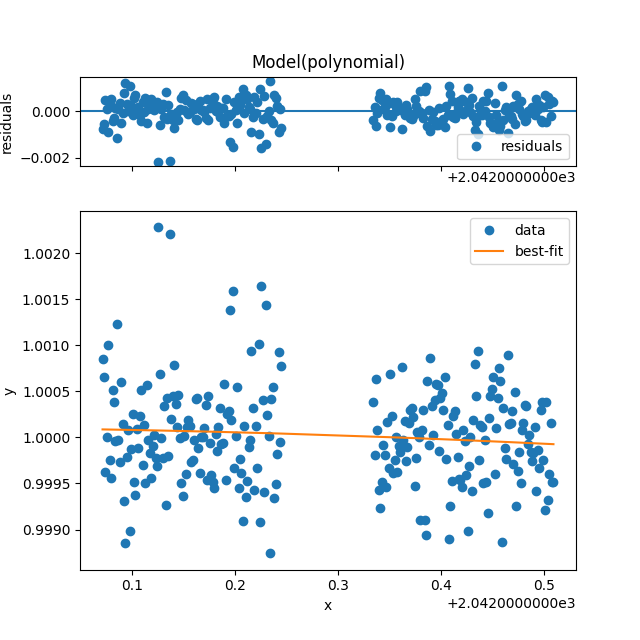 Model(polynomial)
residuals
0.000
−0.002
residuals
+2.0420000000e3
y
1.0020
1.0015
1.0010
1.0005
1.0000
0.9995
0.9990
data
best-fit
0.1
0.2
0.3
0.4
0.5
x
+2.0420000000e3